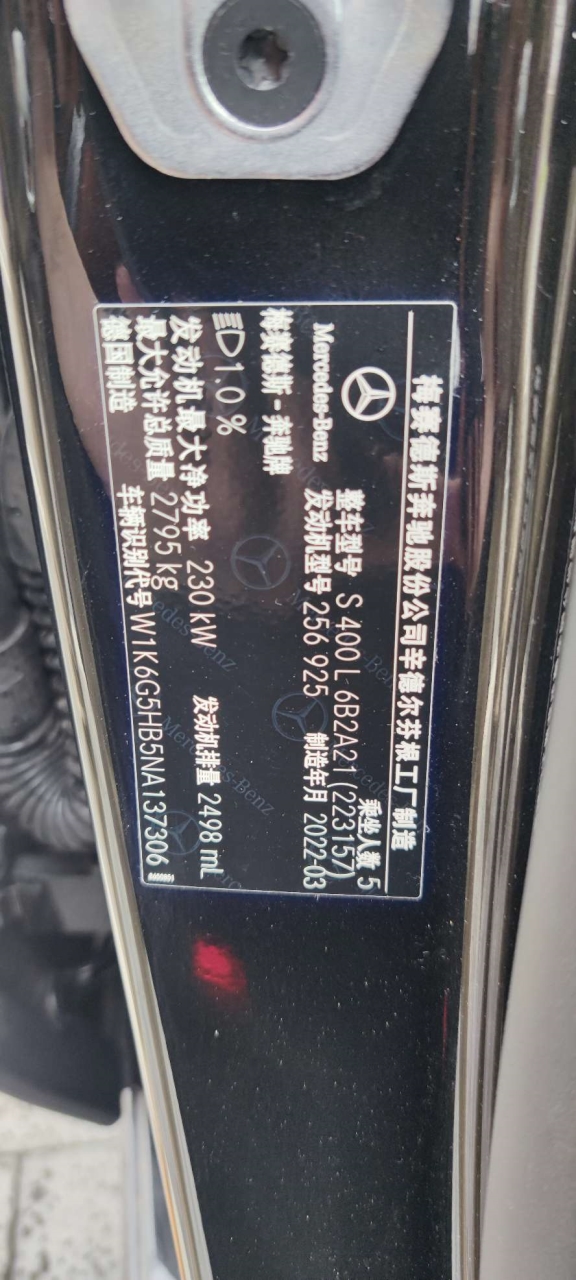 梅赛德斯奔驰股份公司辛德尔芬根工厂制造
Mercedes-Benz
乘坐人数 5
整车型号 S 400 L 6B2A21 (223157)
梅赛德斯-奔驰牌
发动机型号 256 925
制造年月 2022-03
1.0 %
发动机最大净功率 230 kW
发动机排量 2498 mL
最大允许总质量 2795 kg
德国制造
车辆识别代号 W1K6G5HB5NA137306